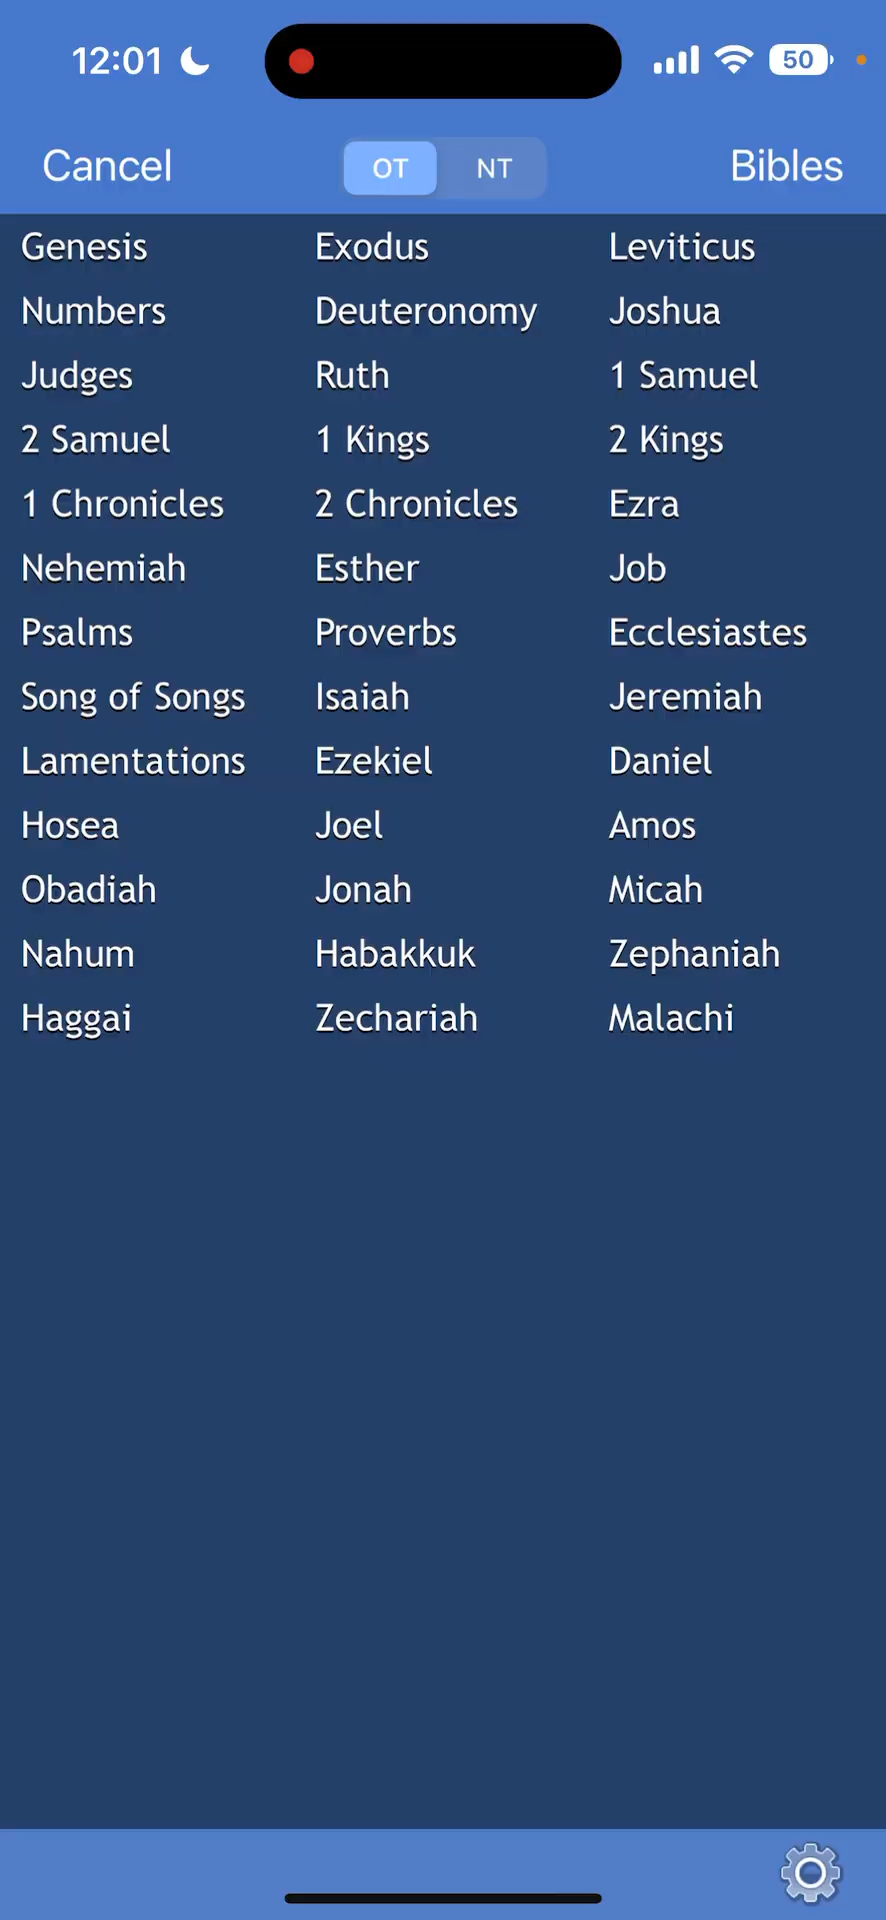 12:01 50
Cancel OT NT Bibles
Genesis Exodus Leviticus
Numbers Deuteronomy Joshua
Judges Ruth 1 Samuel
2 Samuel 1 Kings 2 Kings
1 Chronicles 2 Chronicles Ezra
Nehemiah Esther Job
Psalms Proverbs Ecclesiastes
Song of Songs Isaiah Jeremiah
Lamentations Ezekiel Daniel
Hosea Joel Amos
Obadiah Jonah Micah
Nahum Habakkuk Zephaniah
Haggai Zechariah Malachi